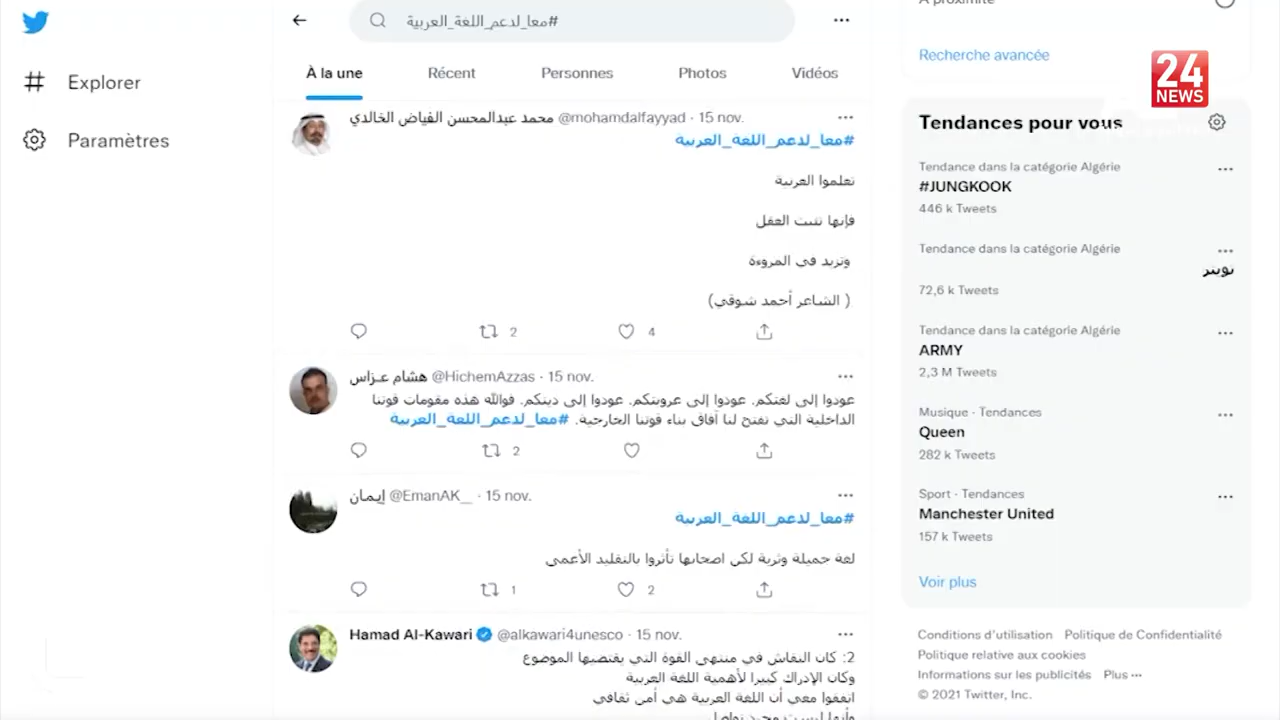 #معا_لدعم_اللغة_العربية
À proximité
Recherche avancée
24
NEWS
Explorer
Paramètres
À la une
Récent
Personnes
Photos
Vidéos
محمد عبدالمحسن الفياض الخالدي @mohamdalfayyad · 15 nov.
#معا_لدعم_اللغة_العربية
تعلموا العربية
فإنها تثبت العقل
وتزيد في المروءة
( الشاعر أحمد شوقي)
2
4
هشام عزاس @HichemAzzas · 15 nov.
عودوا إلى لغتكم. عودوا إلى عروبتكم. عودوا إلى دينكم. فوالله هذه مقومات قوتنا
الداخلية التي تفتح لنا آفاق بناء قوتنا الخارجية. #معا_لدعم_اللغة_العربية
2
إيمان @EmanAK_ · 15 nov.
#معا_لدعم_اللغة_العربية
لغة جميلة وثرية لكن اصحابها تأثروا بالتقليد الأعمى
1
2
Hamad Al-Kawari @alkawari4unesco · 15 nov.
2: كان النقاش في منتهى القوة التي يقتضيها الموضوع
وكان الإدراك كبيرا لأهمية اللغة العربية
اتفقوا معي أن اللغة العربية هي أمن ثقافي
وأنها ليست مجرد تواصل
Tendances pour vous
Tendance dans la catégorie Algérie
#JUNGKOOK
446 k Tweets
Tendance dans la catégorie Algérie
تويتر
72,6 k Tweets
Tendance dans la catégorie Algérie
ARMY
2,3 M Tweets
Musique · Tendances
Queen
282 k Tweets
Sport · Tendances
Manchester United
157 k Tweets
Voir plus
Conditions d'utilisation Politique de Confidentialité
Politique relative aux cookies
Informations sur les publicités Plus ···
© 2021 Twitter, Inc.